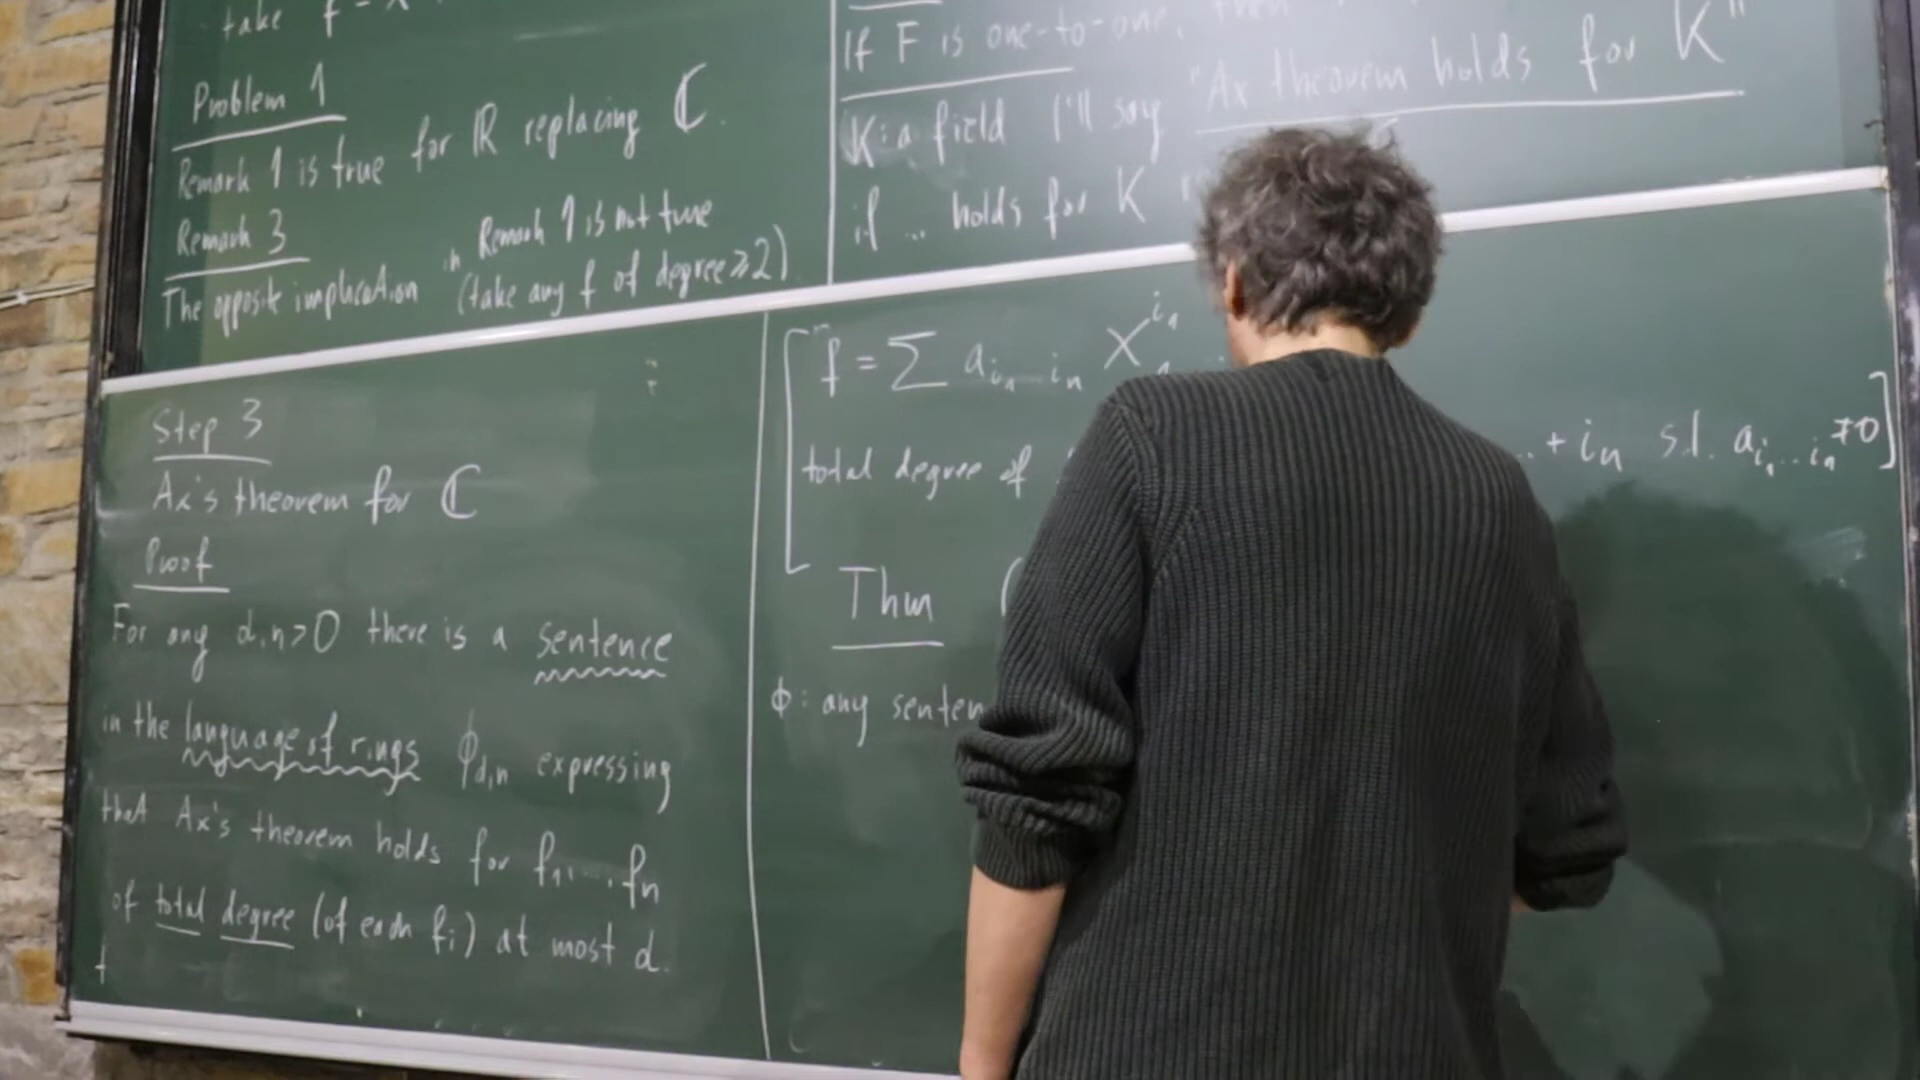 take f = x
Problem 1
Remark 1 is true for ℝ replacing ℂ.
Remark 3
The opposite implication in Remark 1 is not true
(take any f of degree ≥ 2)
If F is one-to-one, then
K: a field I'll say "Ax theorem holds for K"
if ... holds for K
Step 3
Ax's theorem for ℂ
Proof
For any d,n>0 there is a sentence
in the language of rings ϕ_{d,n} expressing
that Ax's theorem holds for f_1, ..., f_n
of total degree (of each f_i) at most d.
f = ∑ a_{i_1...i_n} X_1^{i_1}
total degree of ... + i_n s.t. a_{i_1...i_n} ≠ 0]
Thm (
ϕ: any senten